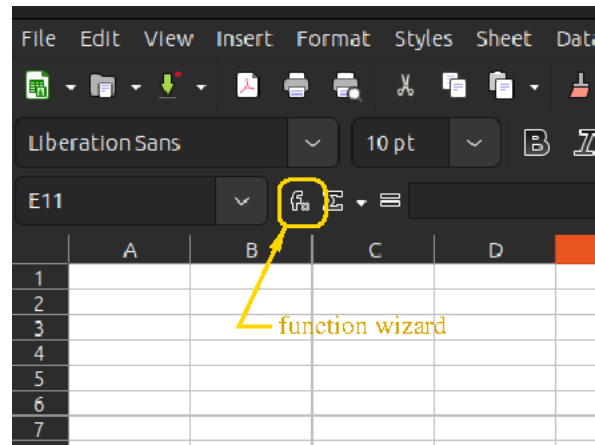 File Edit View Insert Format Styles Sheet Data
Liberation Sans 10 pt B I
E11 fx Σ =
A B C D
1
2
3
function wizard
4
5
6
7